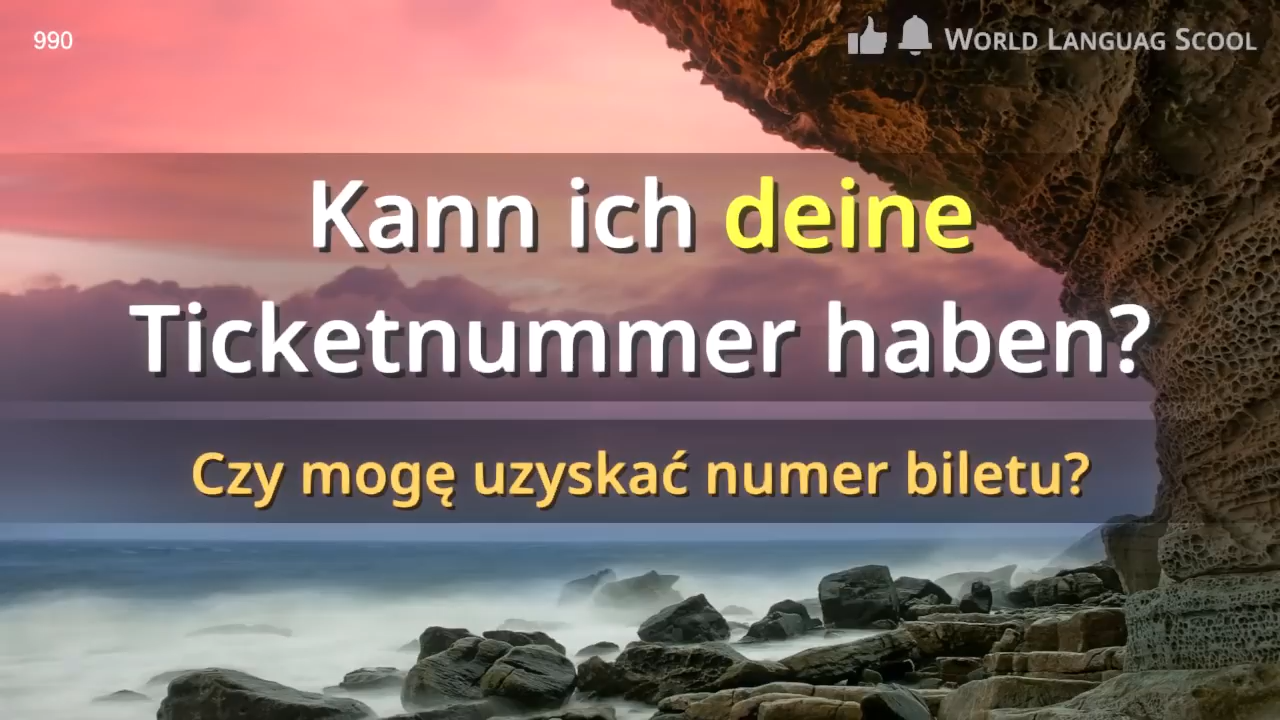 990
World Languag Scool
Kann ich deine
Ticketnummer haben?
Czy mogę uzyskać numer biletu?